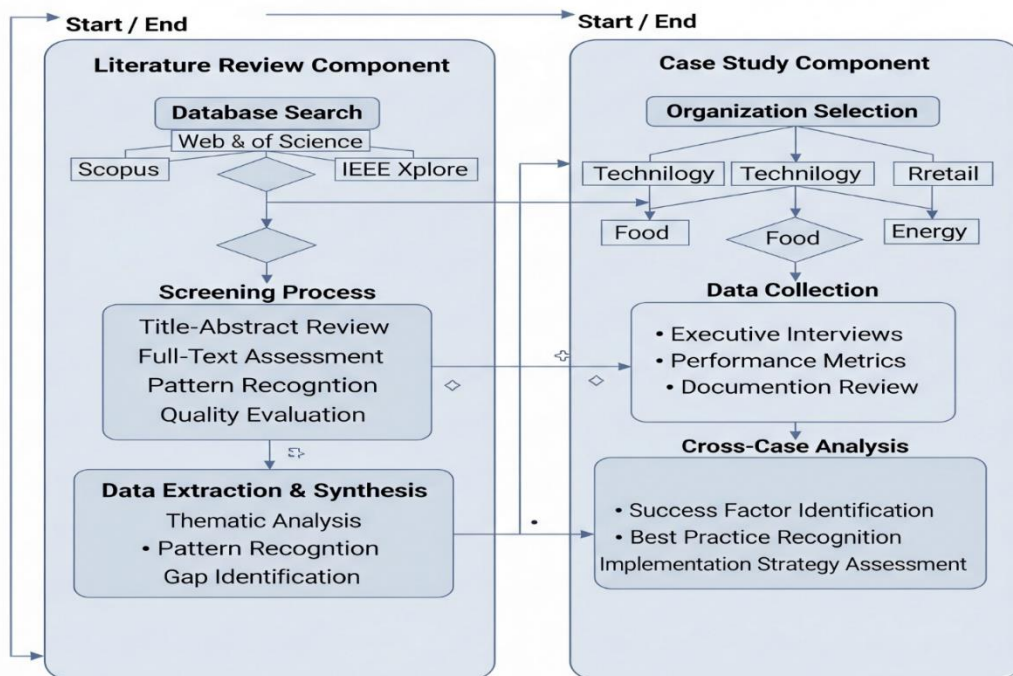 Start / End
Start / End
Literature Review Component
Database Search
Web & of Science
Scopus
IEEE Xplore
Screening Process
Title-Abstract Review
Full-Text Assessment
Pattern Recogntion
Quality Evaluation
Data Extraction & Synthesis
Thematic Analysis
• Pattern Recogntion
Gap Identification
Case Study Component
Organization Selection
Technilogy
Technilogy
Rretail
Food
Food
Energy
Data Collection
• Executive Interviews
• Performance Metrics
• Documention Review
Cross-Case Analysis
• Success Factor Identification
• Best Practice Recognition
Implementation Strategy Assessment